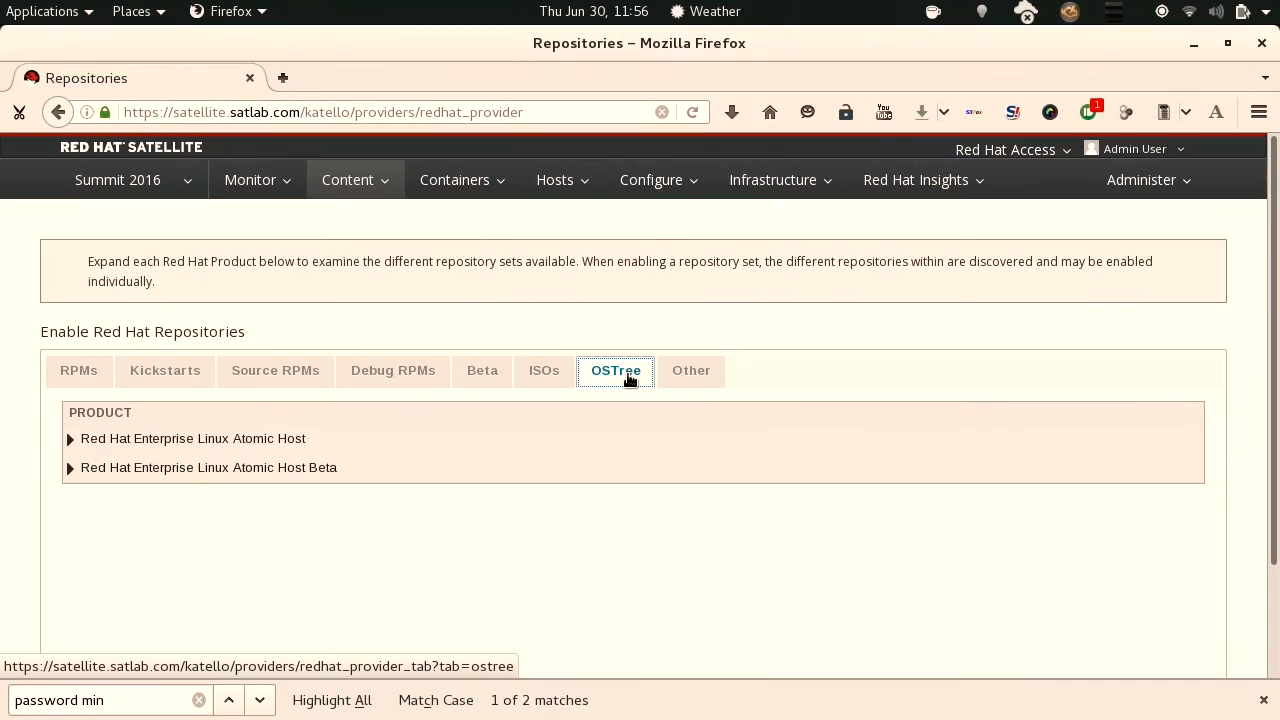 Applications Places Firefox Thu Jun 30, 11:56 Weather
Repositories – Mozilla Firefox
Repositories
https://satellite.satlab.com/katello/providers/redhat_provider You Tube S! 1 A
RED HAT SATELLITE Red Hat Access Admin User
Summit 2016 Monitor Content Containers Hosts Configure Infrastructure Red Hat Insights Administer
Expand each Red Hat Product below to examine the different repository sets available. When enabling a repository set, the different repositories within are discovered and may be enabled
individually.
Enable Red Hat Repositories
RPMs Kickstarts Source RPMs Debug RPMs Beta ISOs OSTree Other
PRODUCT
Red Hat Enterprise Linux Atomic Host
Red Hat Enterprise Linux Atomic Host Beta
https://satellite.satlab.com/katello/providers/redhat_provider_tab?tab=ostree
password min Highlight All Match Case 1 of 2 matches